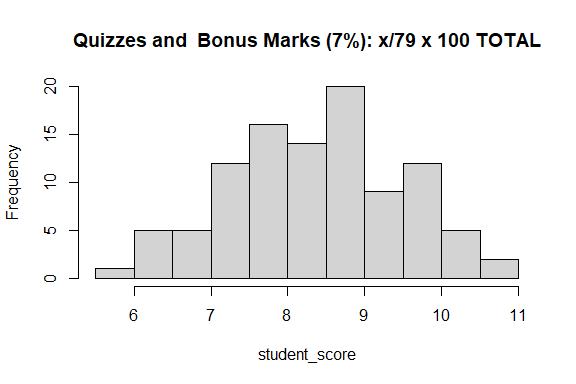 Quizzes and  Bonus Marks (7%): x/79 x 100 TOTAL
Frequency
20
15
10
5
0
6 7 8 9 10 11
student_score